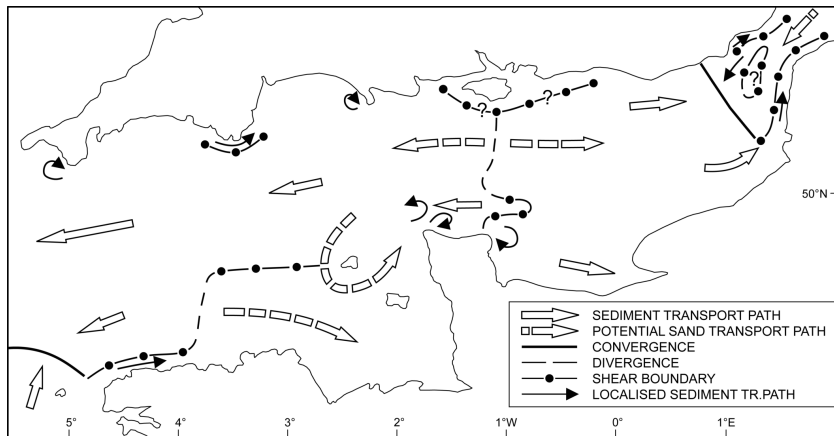 ?
?
?
50°N
SEDIMENT TRANSPORT PATH
POTENTIAL SAND TRANSPORT PATH
CONVERGENCE
DIVERGENCE
SHEAR BOUNDARY
LOCALISED SEDIMENT TR.PATH
5° 4° 3° 2° 1°W 0° 1°E